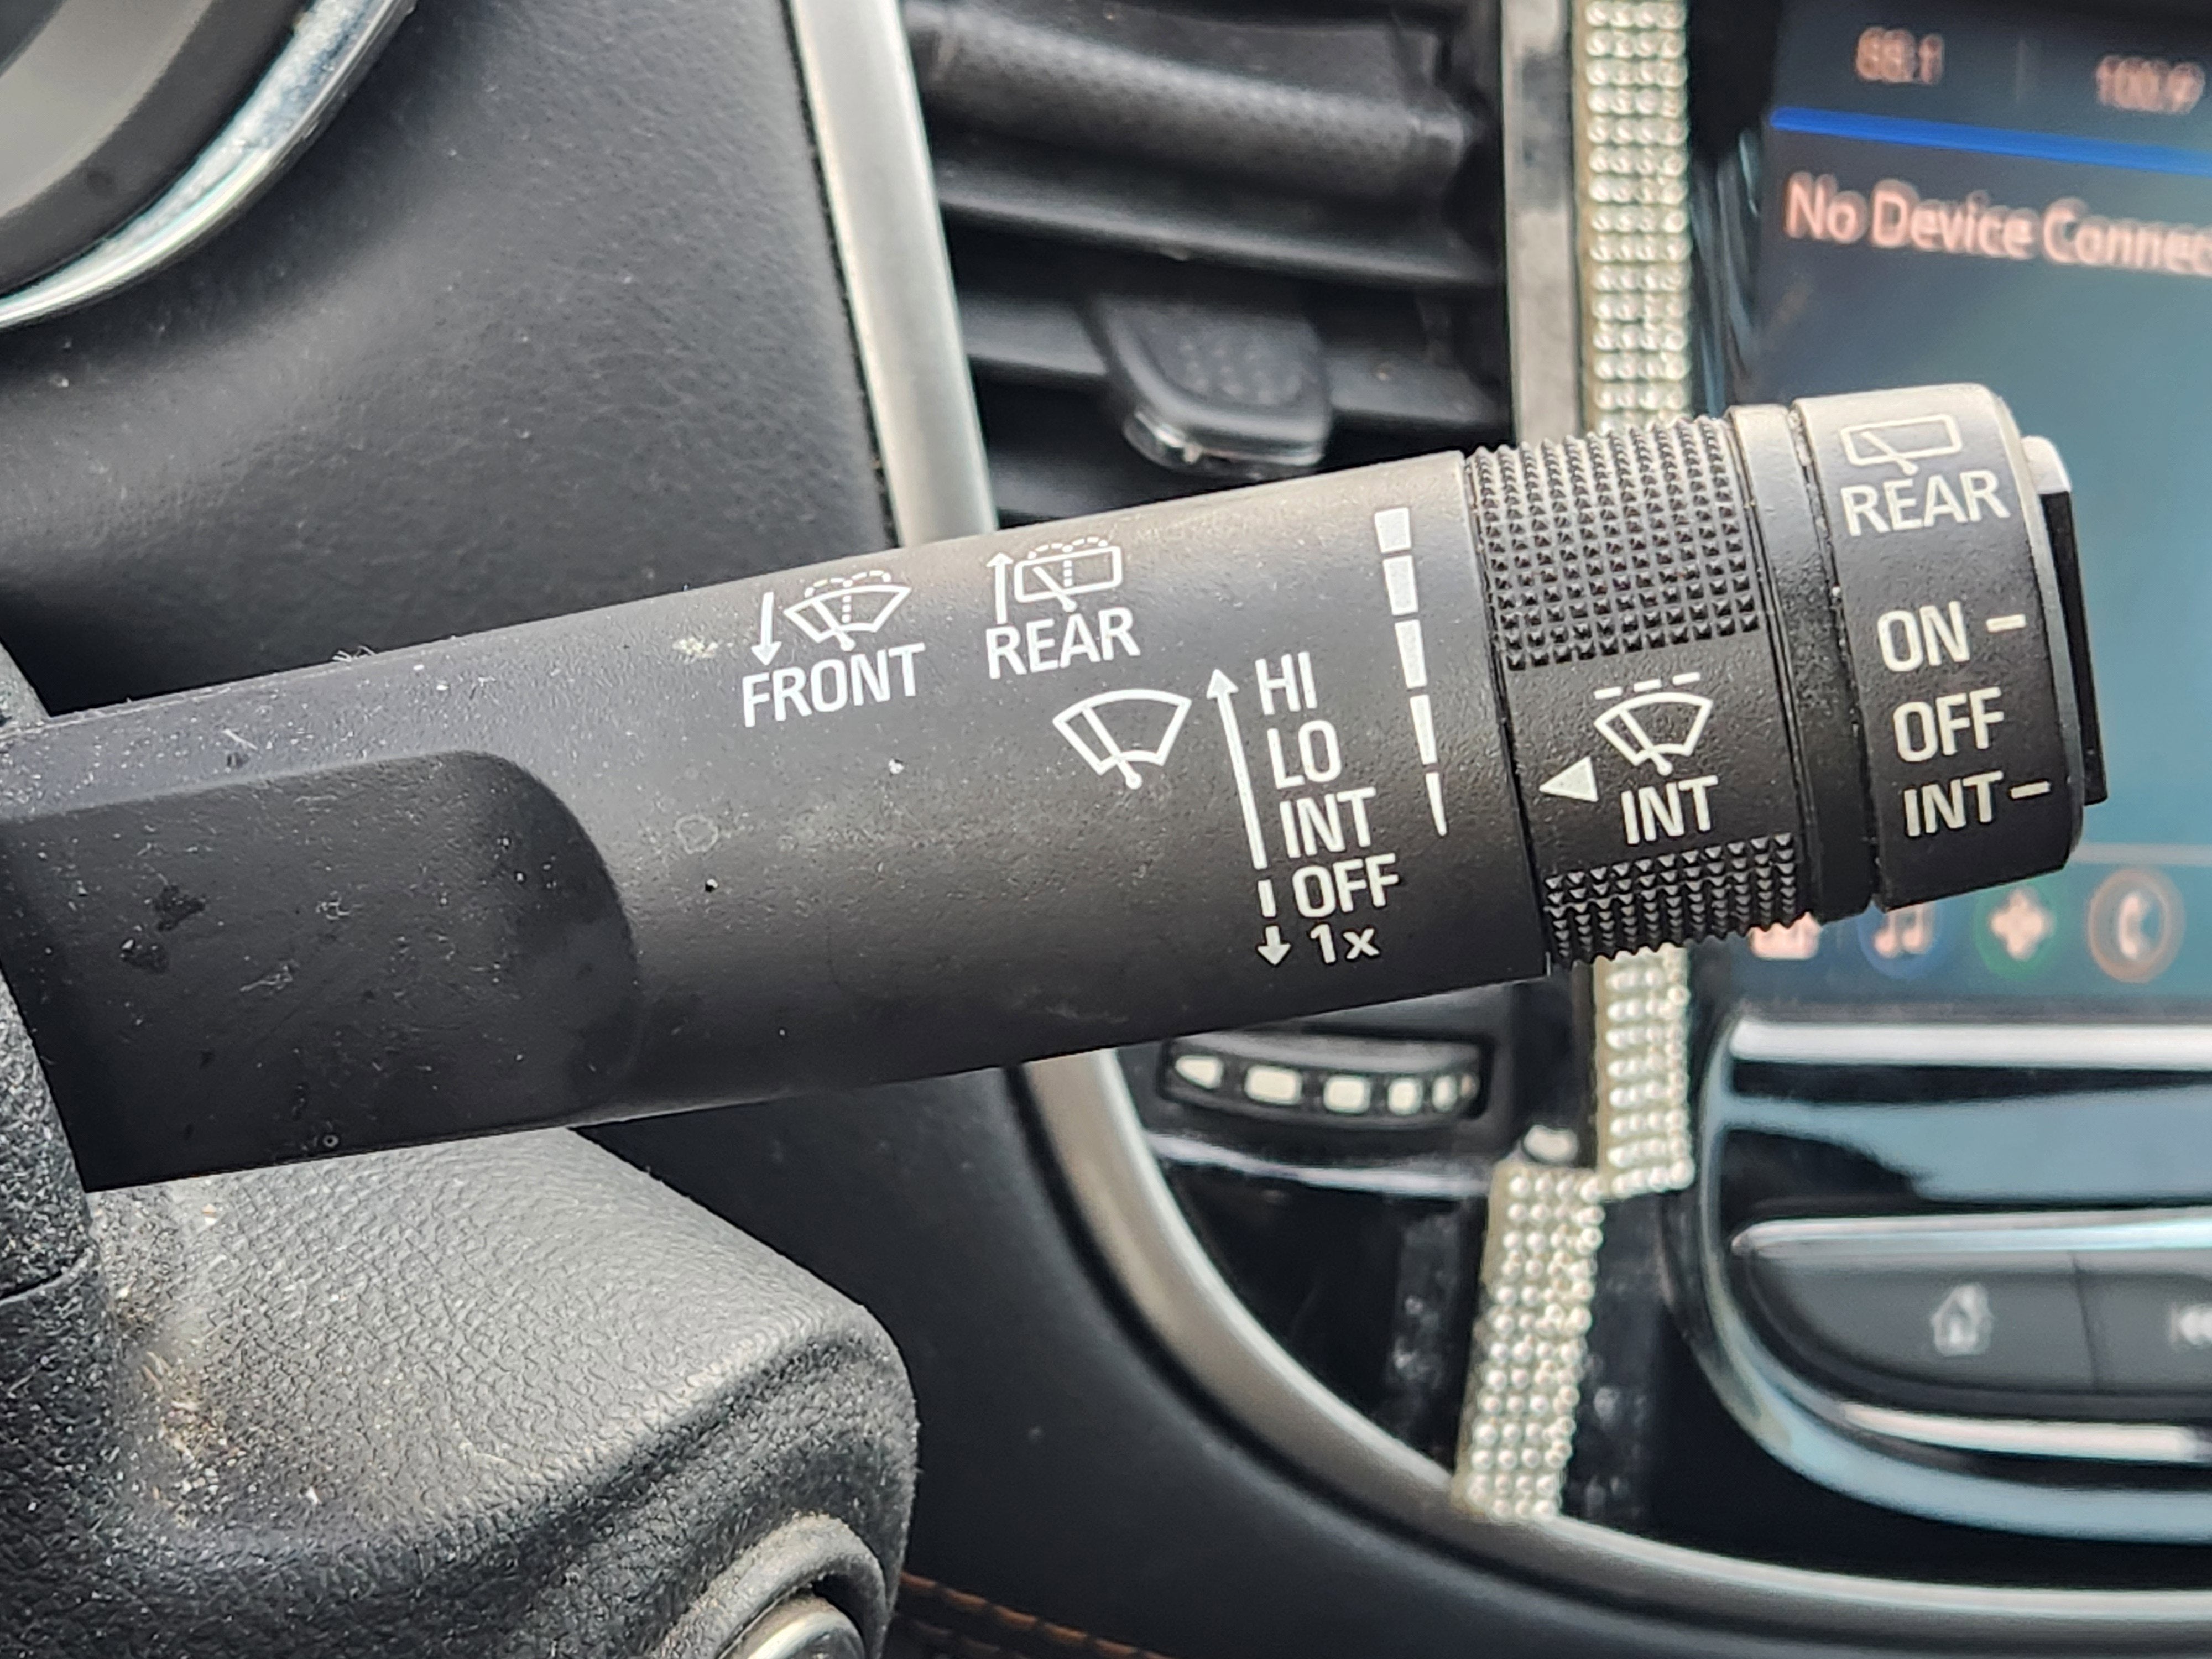 88.1
No Device Connec
REAR
ON
OFF
INT
FRONT
REAR
HI
LO
INT
OFF
1x
INT